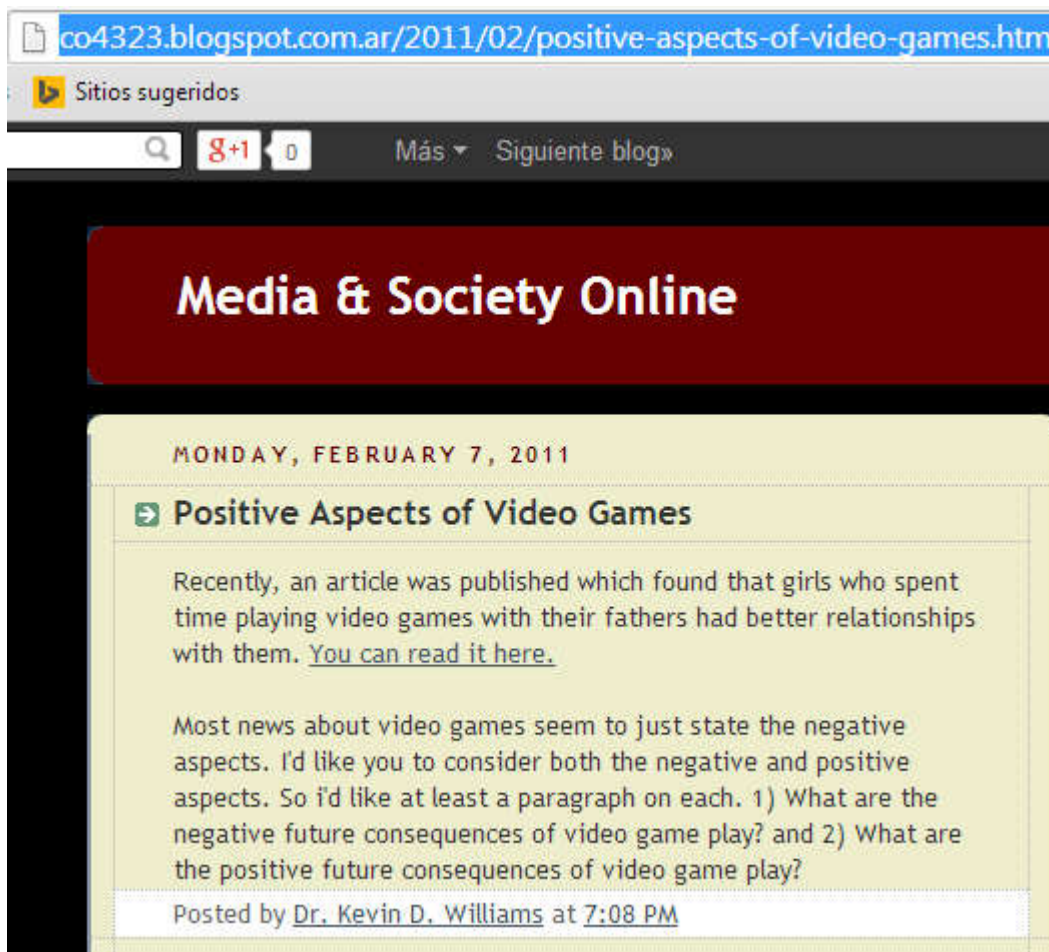 co4323.blogspot.com.ar/2011/02/positive-aspects-of-video-games.htm
Sitios sugeridos
g+1 0 Más Siguiente blog»
Media & Society Online
MONDAY, FEBRUARY 7, 2011
Positive Aspects of Video Games
Recently, an article was published which found that girls who spent
time playing video games with their fathers had better relationships
with them. You can read it here.
Most news about video games seem to just state the negative
aspects. I'd like you to consider both the negative and positive
aspects. So i'd like at least a paragraph on each. 1) What are the
negative future consequences of video game play? and 2) What are
the positive future consequences of video game play?
Posted by Dr. Kevin D. Williams at 7:08 PM